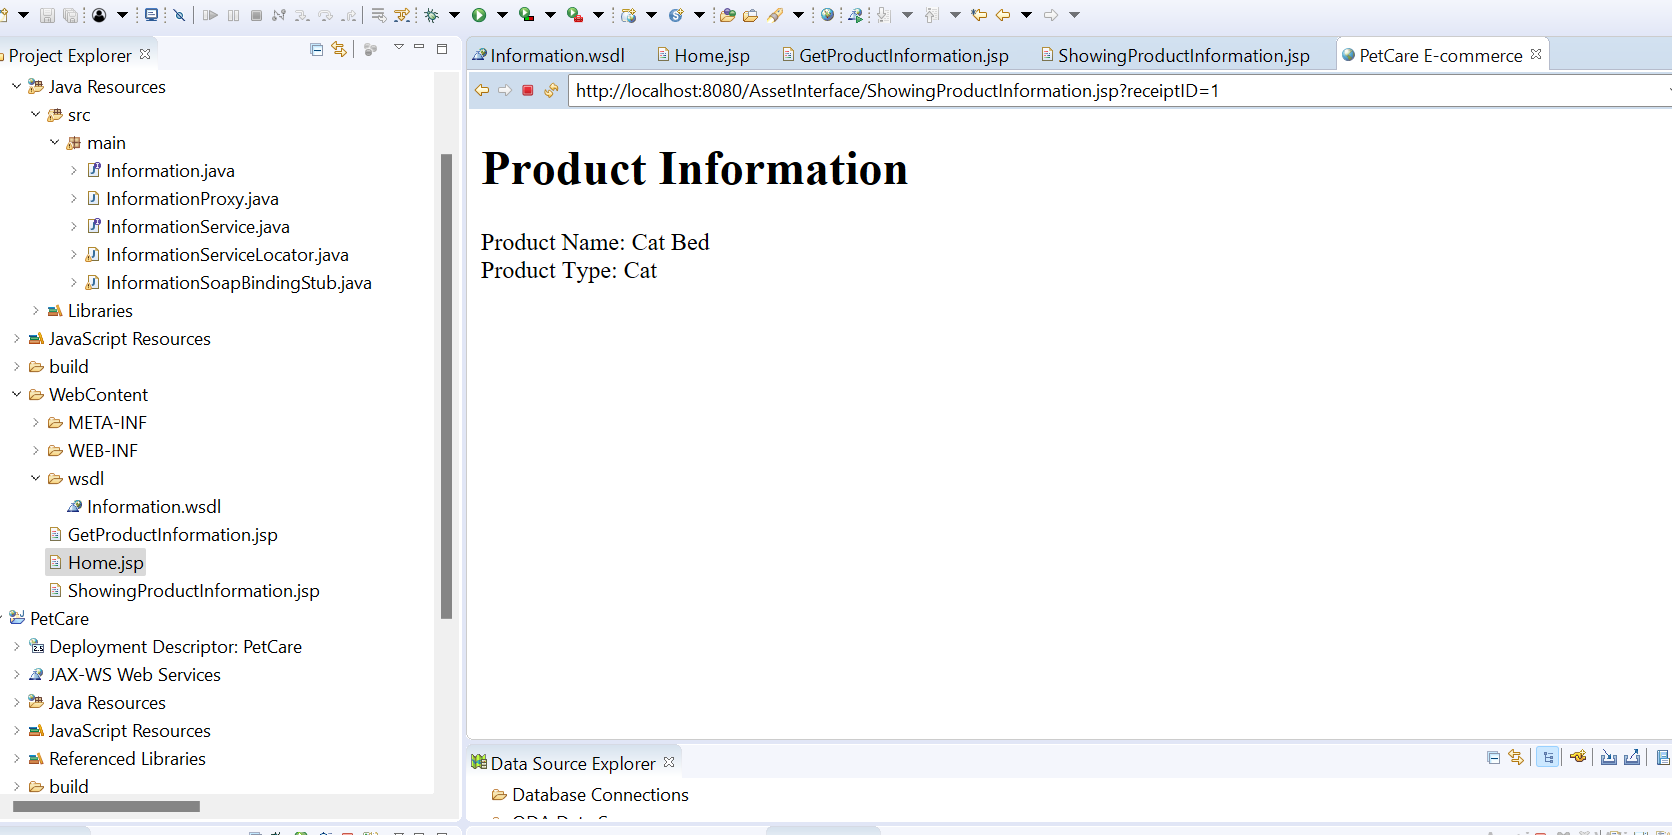 Project Explorer
Java Resources
src
main
Information.java
InformationProxy.java
InformationService.java
InformationServiceLocator.java
InformationSoapBindingStub.java
Libraries
JavaScript Resources
build
WebContent
META-INF
WEB-INF
wsdl
Information.wsdl
GetProductInformation.jsp
Home.jsp
ShowingProductInformation.jsp
PetCare
Deployment Descriptor: PetCare
JAX-WS Web Services
Java Resources
JavaScript Resources
Referenced Libraries
build
Information.wsdl Home.jsp GetProductInformation.jsp ShowingProductInformation.jsp PetCare E-commerce
http://localhost:8080/AssetInterface/ShowingProductInformation.jsp?receiptID=1
Product Information
Product Name: Cat Bed
Product Type: Cat
Data Source Explorer
Database Connections